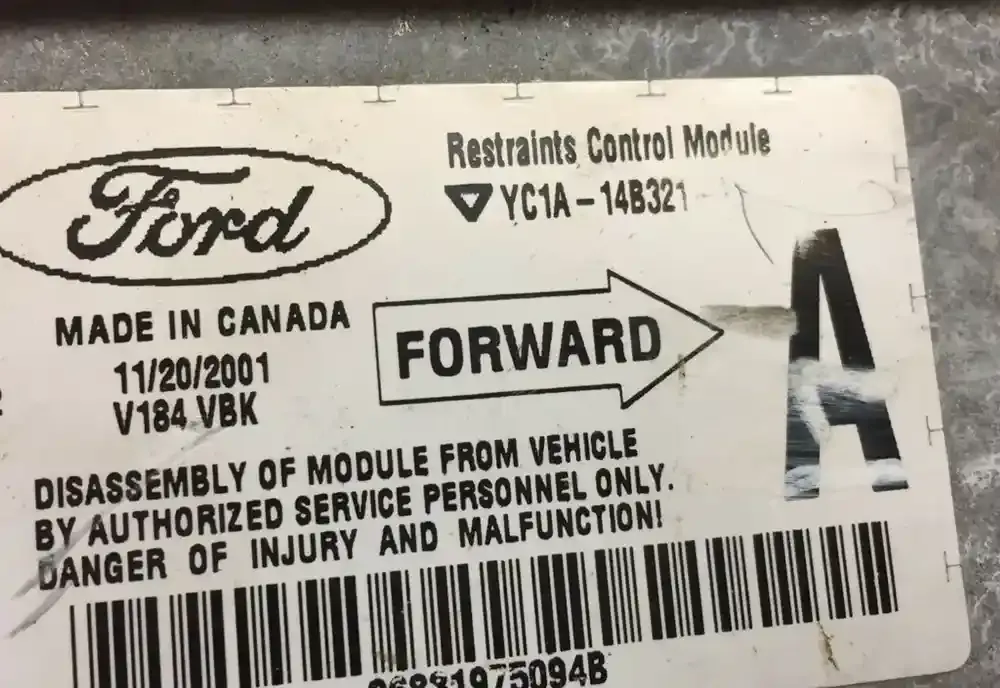 Ford
Restraints Control Module
YC1A-14B321
A
MADE IN CANADA
11/20/2001
V184 VBK
FORWARD
DISASSEMBLY OF MODULE FROM VEHICLE
BY AUTHORIZED SERVICE PERSONNEL ONLY.
DANGER OF INJURY AND MALFUNCTION!